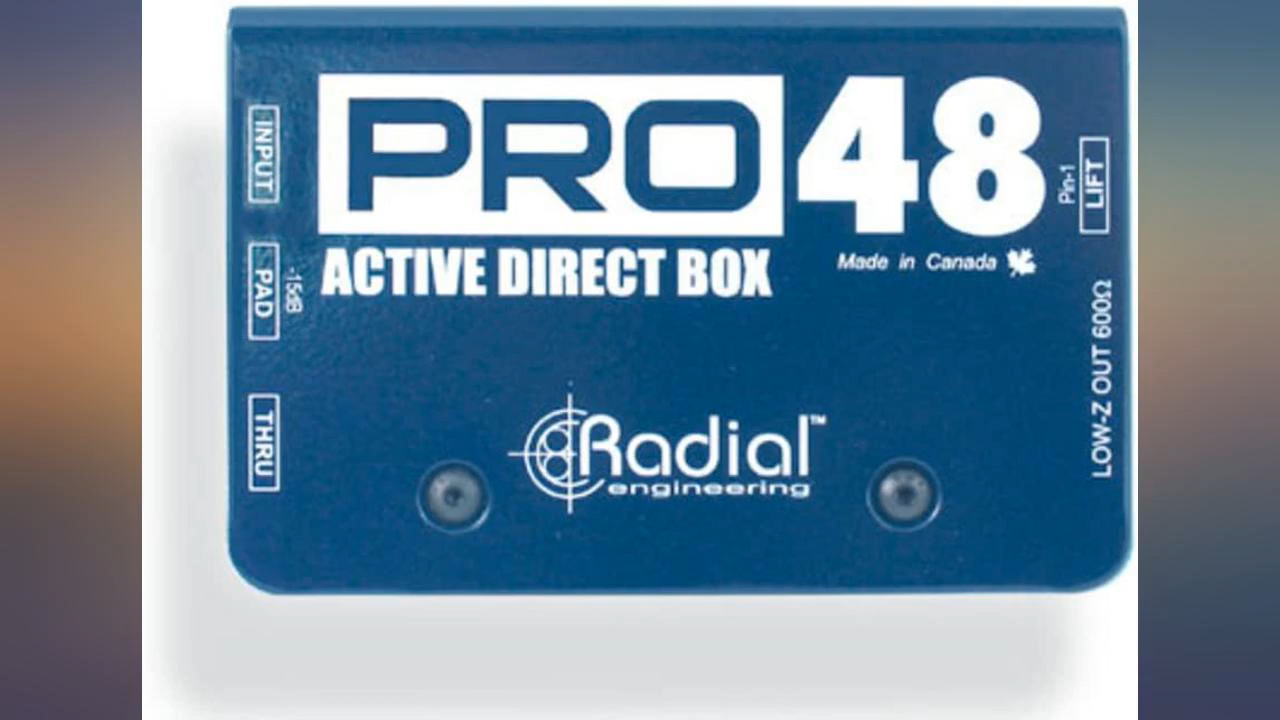 PRO48
ACTIVE DIRECT BOX
Made in Canada
INPUT
PAD
-15dB
THRU
Pin-1
LIFT
LOW-Z OUT 600Ω
Radial™
engineering